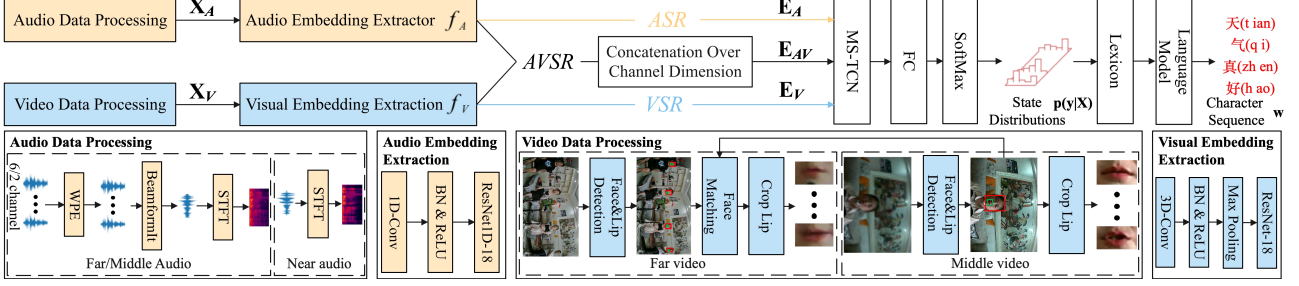 Audio Data Processing
X_A
Audio Embedding Extractor f_A
ASR
E_A
Video Data Processing
X_V
Visual Embedding Extraction f_V
AVSR
Concatenation Over
Channel Dimension
E_AV
VSR
E_V
MS-TCN
FC
SoftMax
State
Distributions
p(y|X)
Lexicon
Language
Model
天(t ian)
气(q i)
真(zh en)
好(h ao)
Character
Sequence w
Audio Data Processing
6/2 channel
WPE
BeamformIt
STFT
Far/Middle Audio
STFT
Near audio
Audio Embedding
Extraction
1D-Conv
BN & ReLU
ResNet1D-18
Video Data Processing
Face&Lip
Detection
Face
Matching
Crop Lip
Far video
Face&Lip
Detection
Crop Lip
Middle video
Visual Embedding
Extraction
3D-Conv
BN & ReLU
Max Pooling
ResNet-18